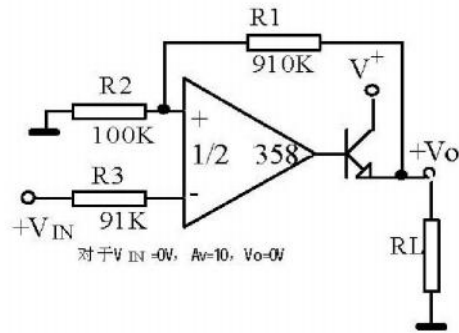 R1
910K
V+
R2
100K
+
1/2 358
+Vo
R3
-
+VIN
91K
RL
对于V IN =0V, Av=10, Vo=0V